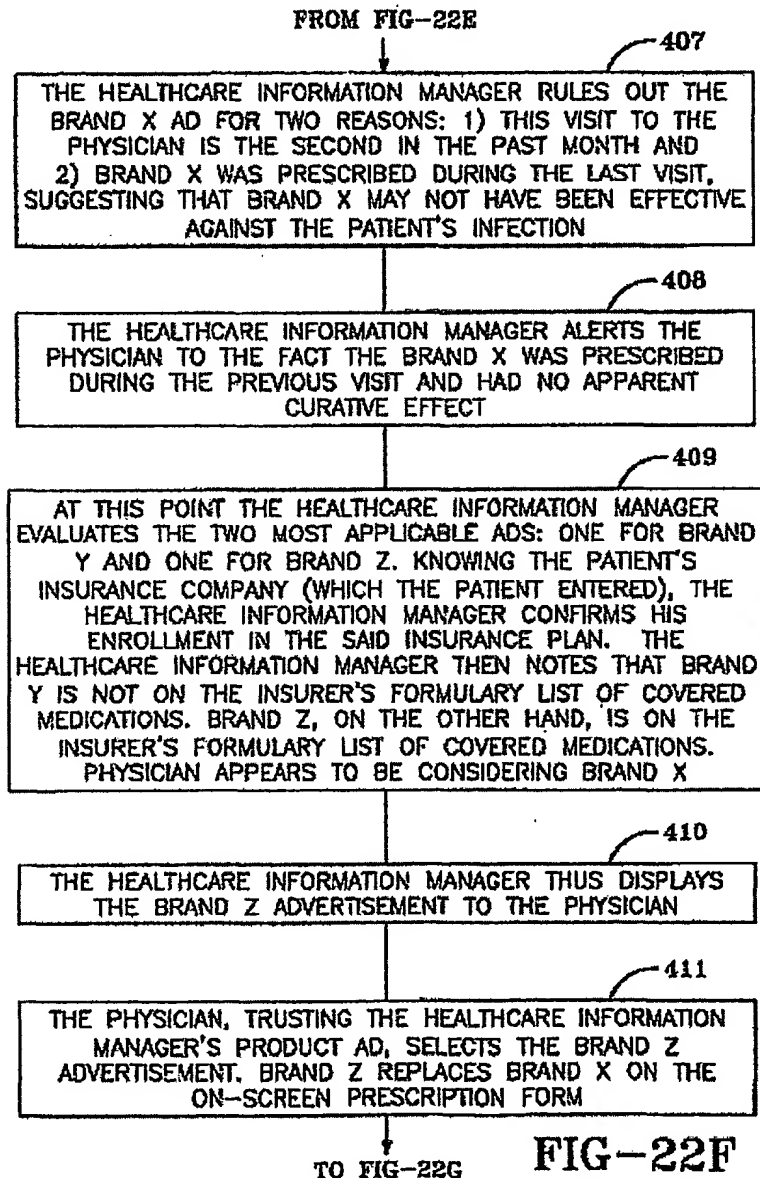 FROM FIG-22E
407
THE HEALTHCARE INFORMATION MANAGER RULES OUT THE
BRAND X AD FOR TWO REASONS: 1) THIS VISIT TO THE
PHYSICIAN IS THE SECOND IN THE PAST MONTH AND
2) BRAND X WAS PRESCRIBED DURING THE LAST VISIT,
SUGGESTING THAT BRAND X MAY NOT HAVE BEEN EFFECTIVE
AGAINST THE PATIENT'S INFECTION
408
THE HEALTHCARE INFORMATION MANAGER ALERTS THE
PHYSICIAN TO THE FACT THE BRAND X WAS PRESCRIBED
DURING THE PREVIOUS VISIT AND HAD NO APPARENT
CURATIVE EFFECT
409
AT THIS POINT THE HEALTHCARE INFORMATION MANAGER
EVALUATES THE TWO MOST APPLICABLE ADS: ONE FOR BRAND
Y AND ONE FOR BRAND Z. KNOWING THE PATIENT'S
INSURANCE COMPANY (WHICH THE PATIENT ENTERED), THE
HEALTHCARE INFORMATION MANAGER CONFIRMS HIS
ENROLLMENT IN THE SAID INSURANCE PLAN. THE
HEALTHCARE INFORMATION MANAGER THEN NOTES THAT BRAND
Y IS NOT ON THE INSURER'S FORMULARY LIST OF COVERED
MEDICATIONS. BRAND Z, ON THE OTHER HAND, IS ON THE
INSURER'S FORMULARY LIST OF COVERED MEDICATIONS.
PHYSICIAN APPEARS TO BE CONSIDERING BRAND X
410
THE HEALTHCARE INFORMATION MANAGER THUS DISPLAYS
THE BRAND Z ADVERTISEMENT TO THE PHYSICIAN
411
THE PHYSICIAN, TRUSTING THE HEALTHCARE INFORMATION
MANAGER'S PRODUCT AD, SELECTS THE BRAND Z
ADVERTISEMENT. BRAND Z REPLACES BRAND X ON THE
ON-SCREEN PRESCRIPTION FORM
TO FIG-22G
FIG-22F